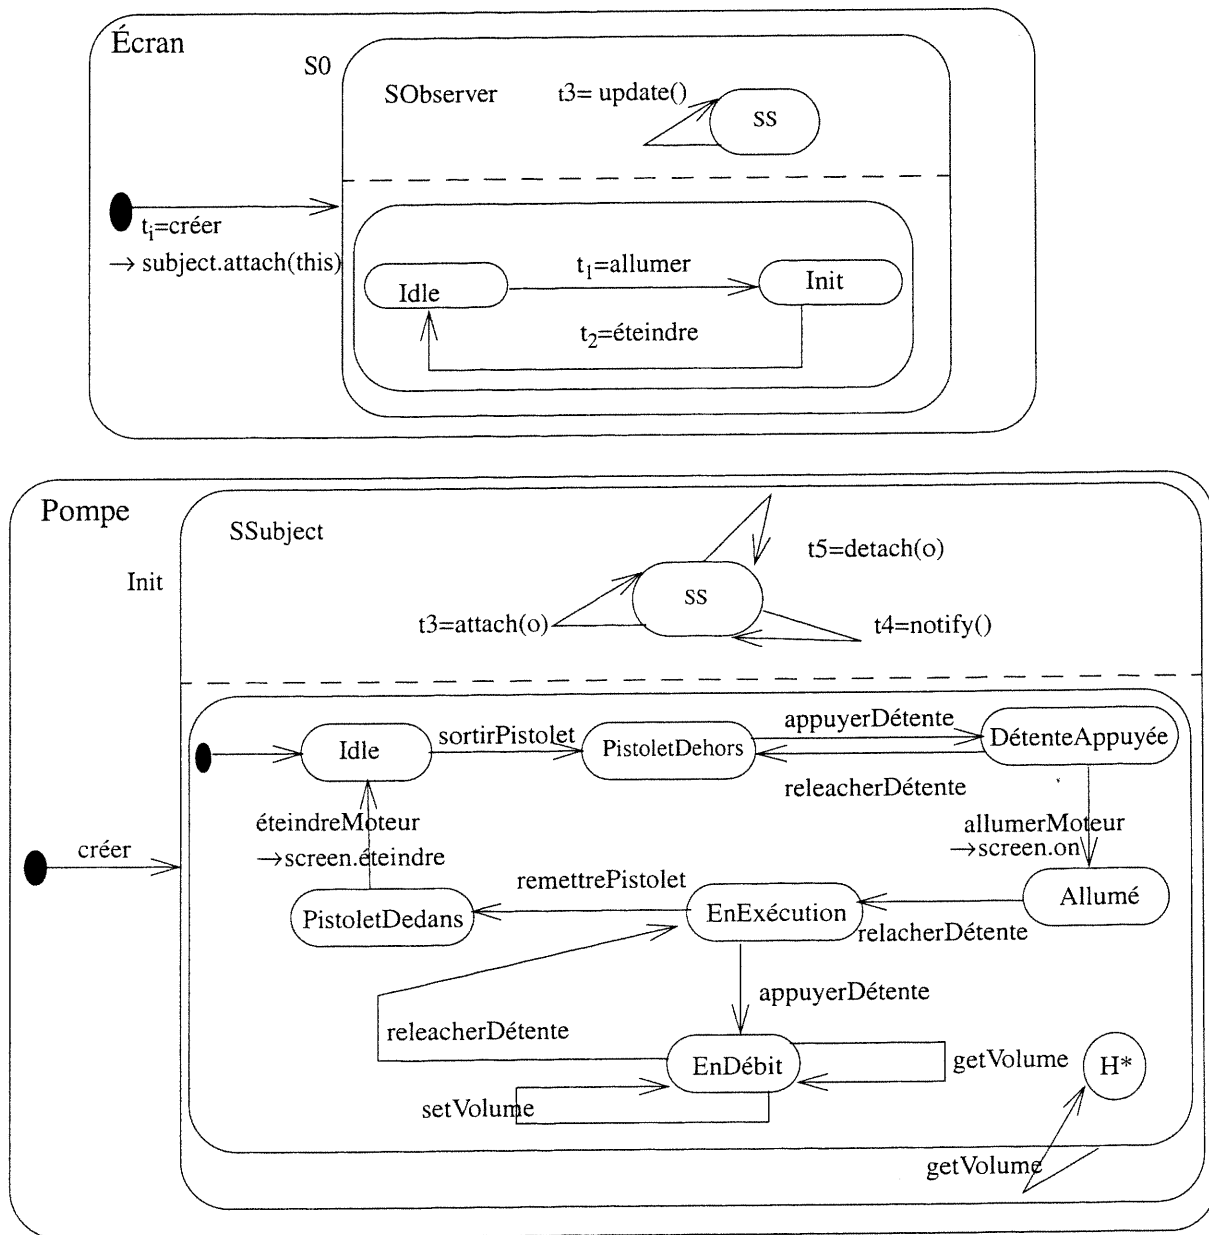 Écran
S0
SObserver
t3= update()
SS
tᵢ=créer
→ subject.attach(this)
t₁=allumer
Idle
Init
t₂=éteindre
Pompe
SSubject
t5=detach(o)
Init
SS
t3=attach(o)
t4=notify()
Idle
sortirPistolet
PistoletDehors
appuyerDétente
DétenteAppuyée
releacherDétente
éteindreMoteur
→screen.éteindre
allumerMoteur
→screen.on
créer
remettrePistolet
PistoletDedans
EnExécution
Allumé
relacherDétente
appuyerDétente
releacherDétente
EnDébit
getVolume
H*
setVolume
getVolume